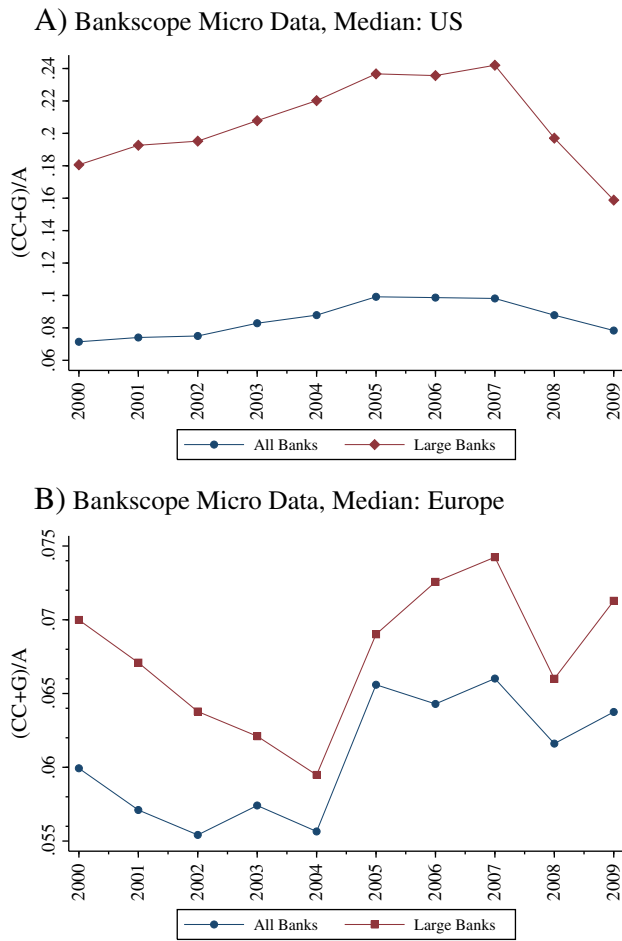 A) Bankscope Micro Data, Median: US
(CC+G)/A
.24
.22
.2
.18
.16
.14
.12
.1
.08
.06
2000 2001 2002 2003 2004 2005 2006 2007 2008 2009
All Banks Large Banks
B) Bankscope Micro Data, Median: Europe
(CC+G)/A
.075
.07
.065
.06
.055
2000 2001 2002 2003 2004 2005 2006 2007 2008 2009
All Banks Large Banks